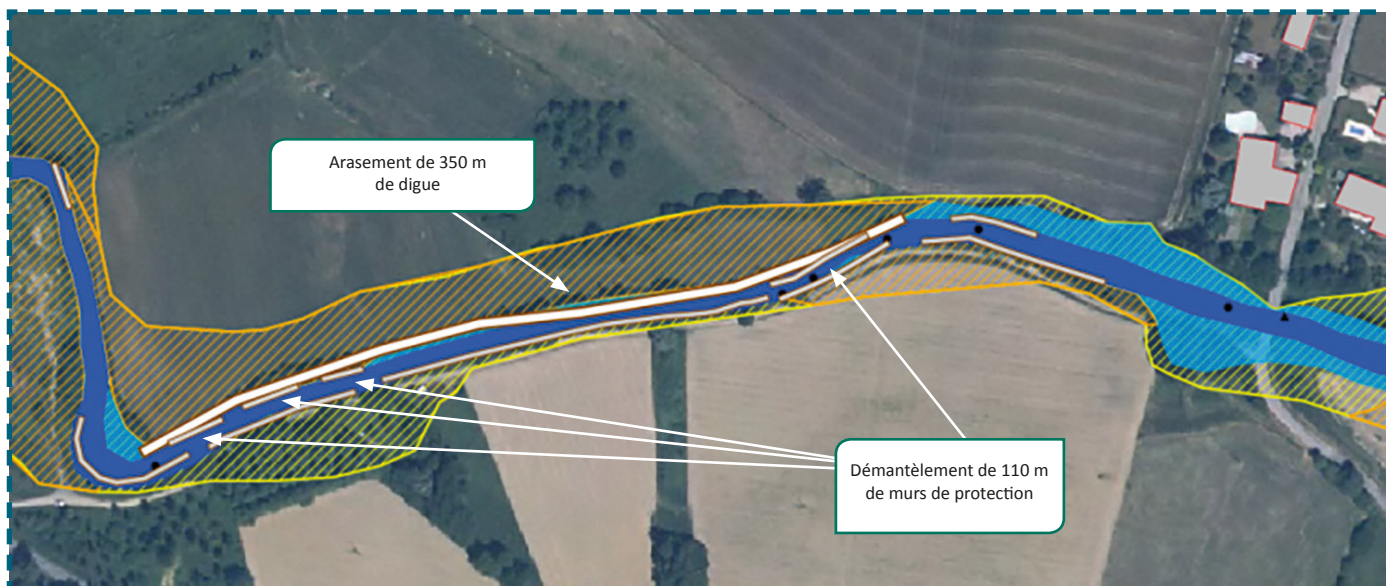 Arasement de 350 m
de digue
Démantèlement de 110 m
de murs de protection